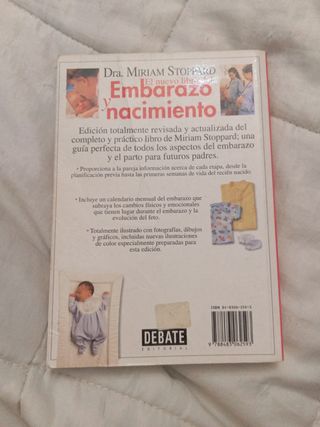 Dra. MIRIAM STOPPARD
El nuevo libro
Embarazo
y nacimiento
Edición totalmente revisada y actualizada del
completo y práctico libro de Miriam Stoppard; una
guía perfecta de todos los aspectos del embarazo
y el parto para futuros padres.
• Proporciona a la pareja información acerca de cada etapa, desde la
planificación previa hasta las primeras semanas de vida del recién nacido.
• Incluye un calendario mensual del embarazo que
subraya los cambios físicos y emocionales
que tienen lugar durante el embarazo y la
evolución del feto.
• Totalmente ilustrado con fotografías, dibujos
y gráficos, incluidas nuevas ilustraciones
de color especialmente preparadas para
esta edición.
DEBATE
EDITORIAL
9 788483 062593